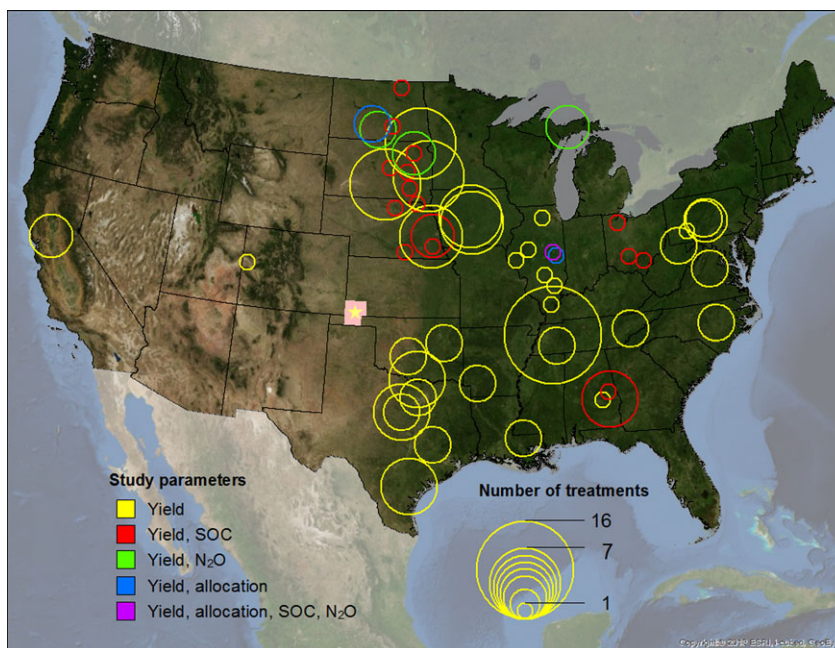 Study parameters
Yield
Yield, SOC
Yield, N₂O
Yield, allocation
Yield, allocation, SOC, N₂O
Number of treatments
16
7
1